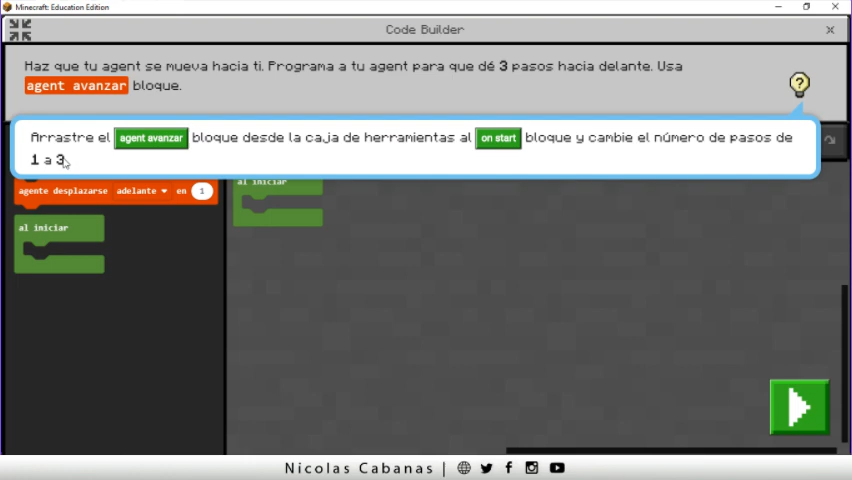 Minecraft: Education Edition
Code Builder
Haz que tu agent se mueva hacia ti. Programa a tu agent para que dé 3 pasos hacia delante. Usa
agent avanzar bloque.
Arrastre el agent avanzar bloque desde la caja de herramientas al on start bloque y cambie el número de pasos de
1 a 3.
agente desplazarse adelante en 1
al iniciar
al iniciar
Nicolas Cabanas |